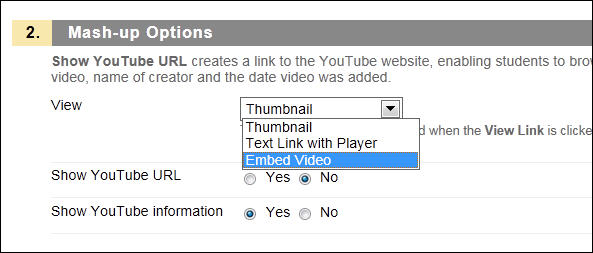 2. Mash-up Options
Show YouTube URL creates a link to the YouTube website, enabling students to bro
video, name of creator and the date video was added.
View Thumbnail
Thumbnail
d when the View Link is clicke
Text Link with Player
Embed Video
Show YouTube URL Yes No
Show YouTube information Yes No